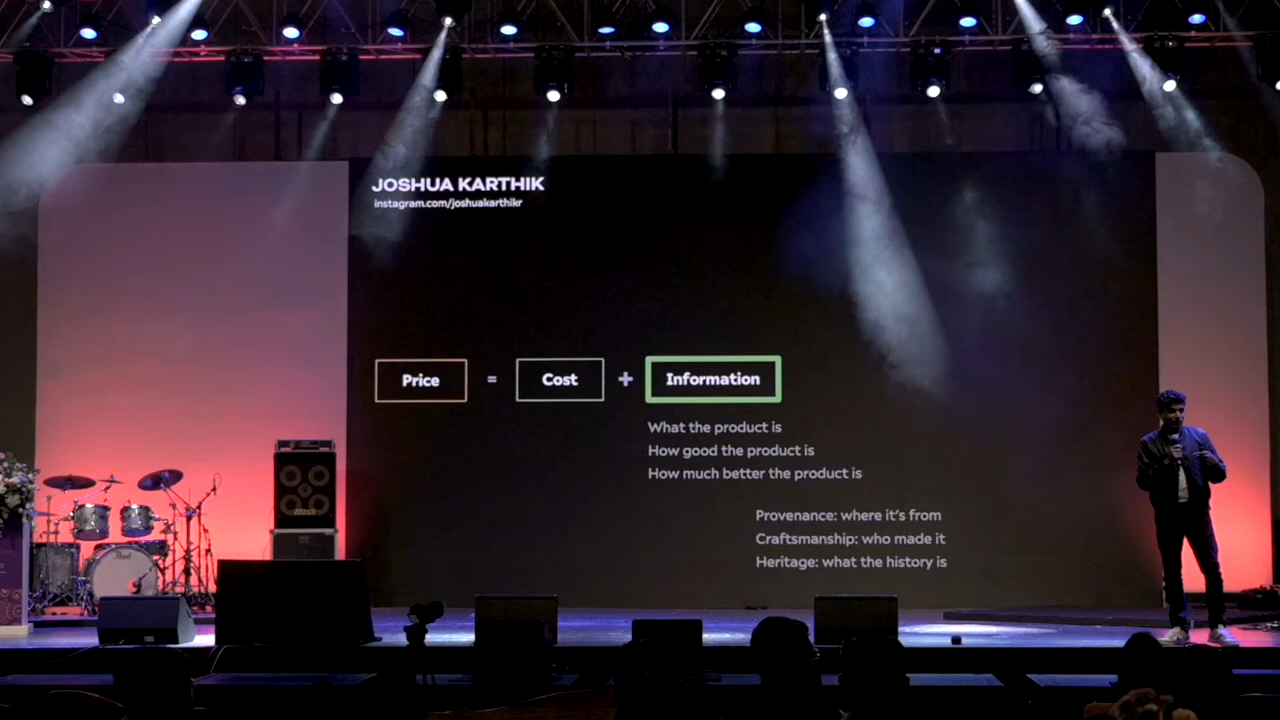 JOSHUA KARTHIK
instagram.com/joshuakarthikr
Price = Cost + Information
What the product is
How good the product is
How much better the product is
Provenance: where it's from
Craftsmanship: who made it
Heritage: what the history is
Pearl